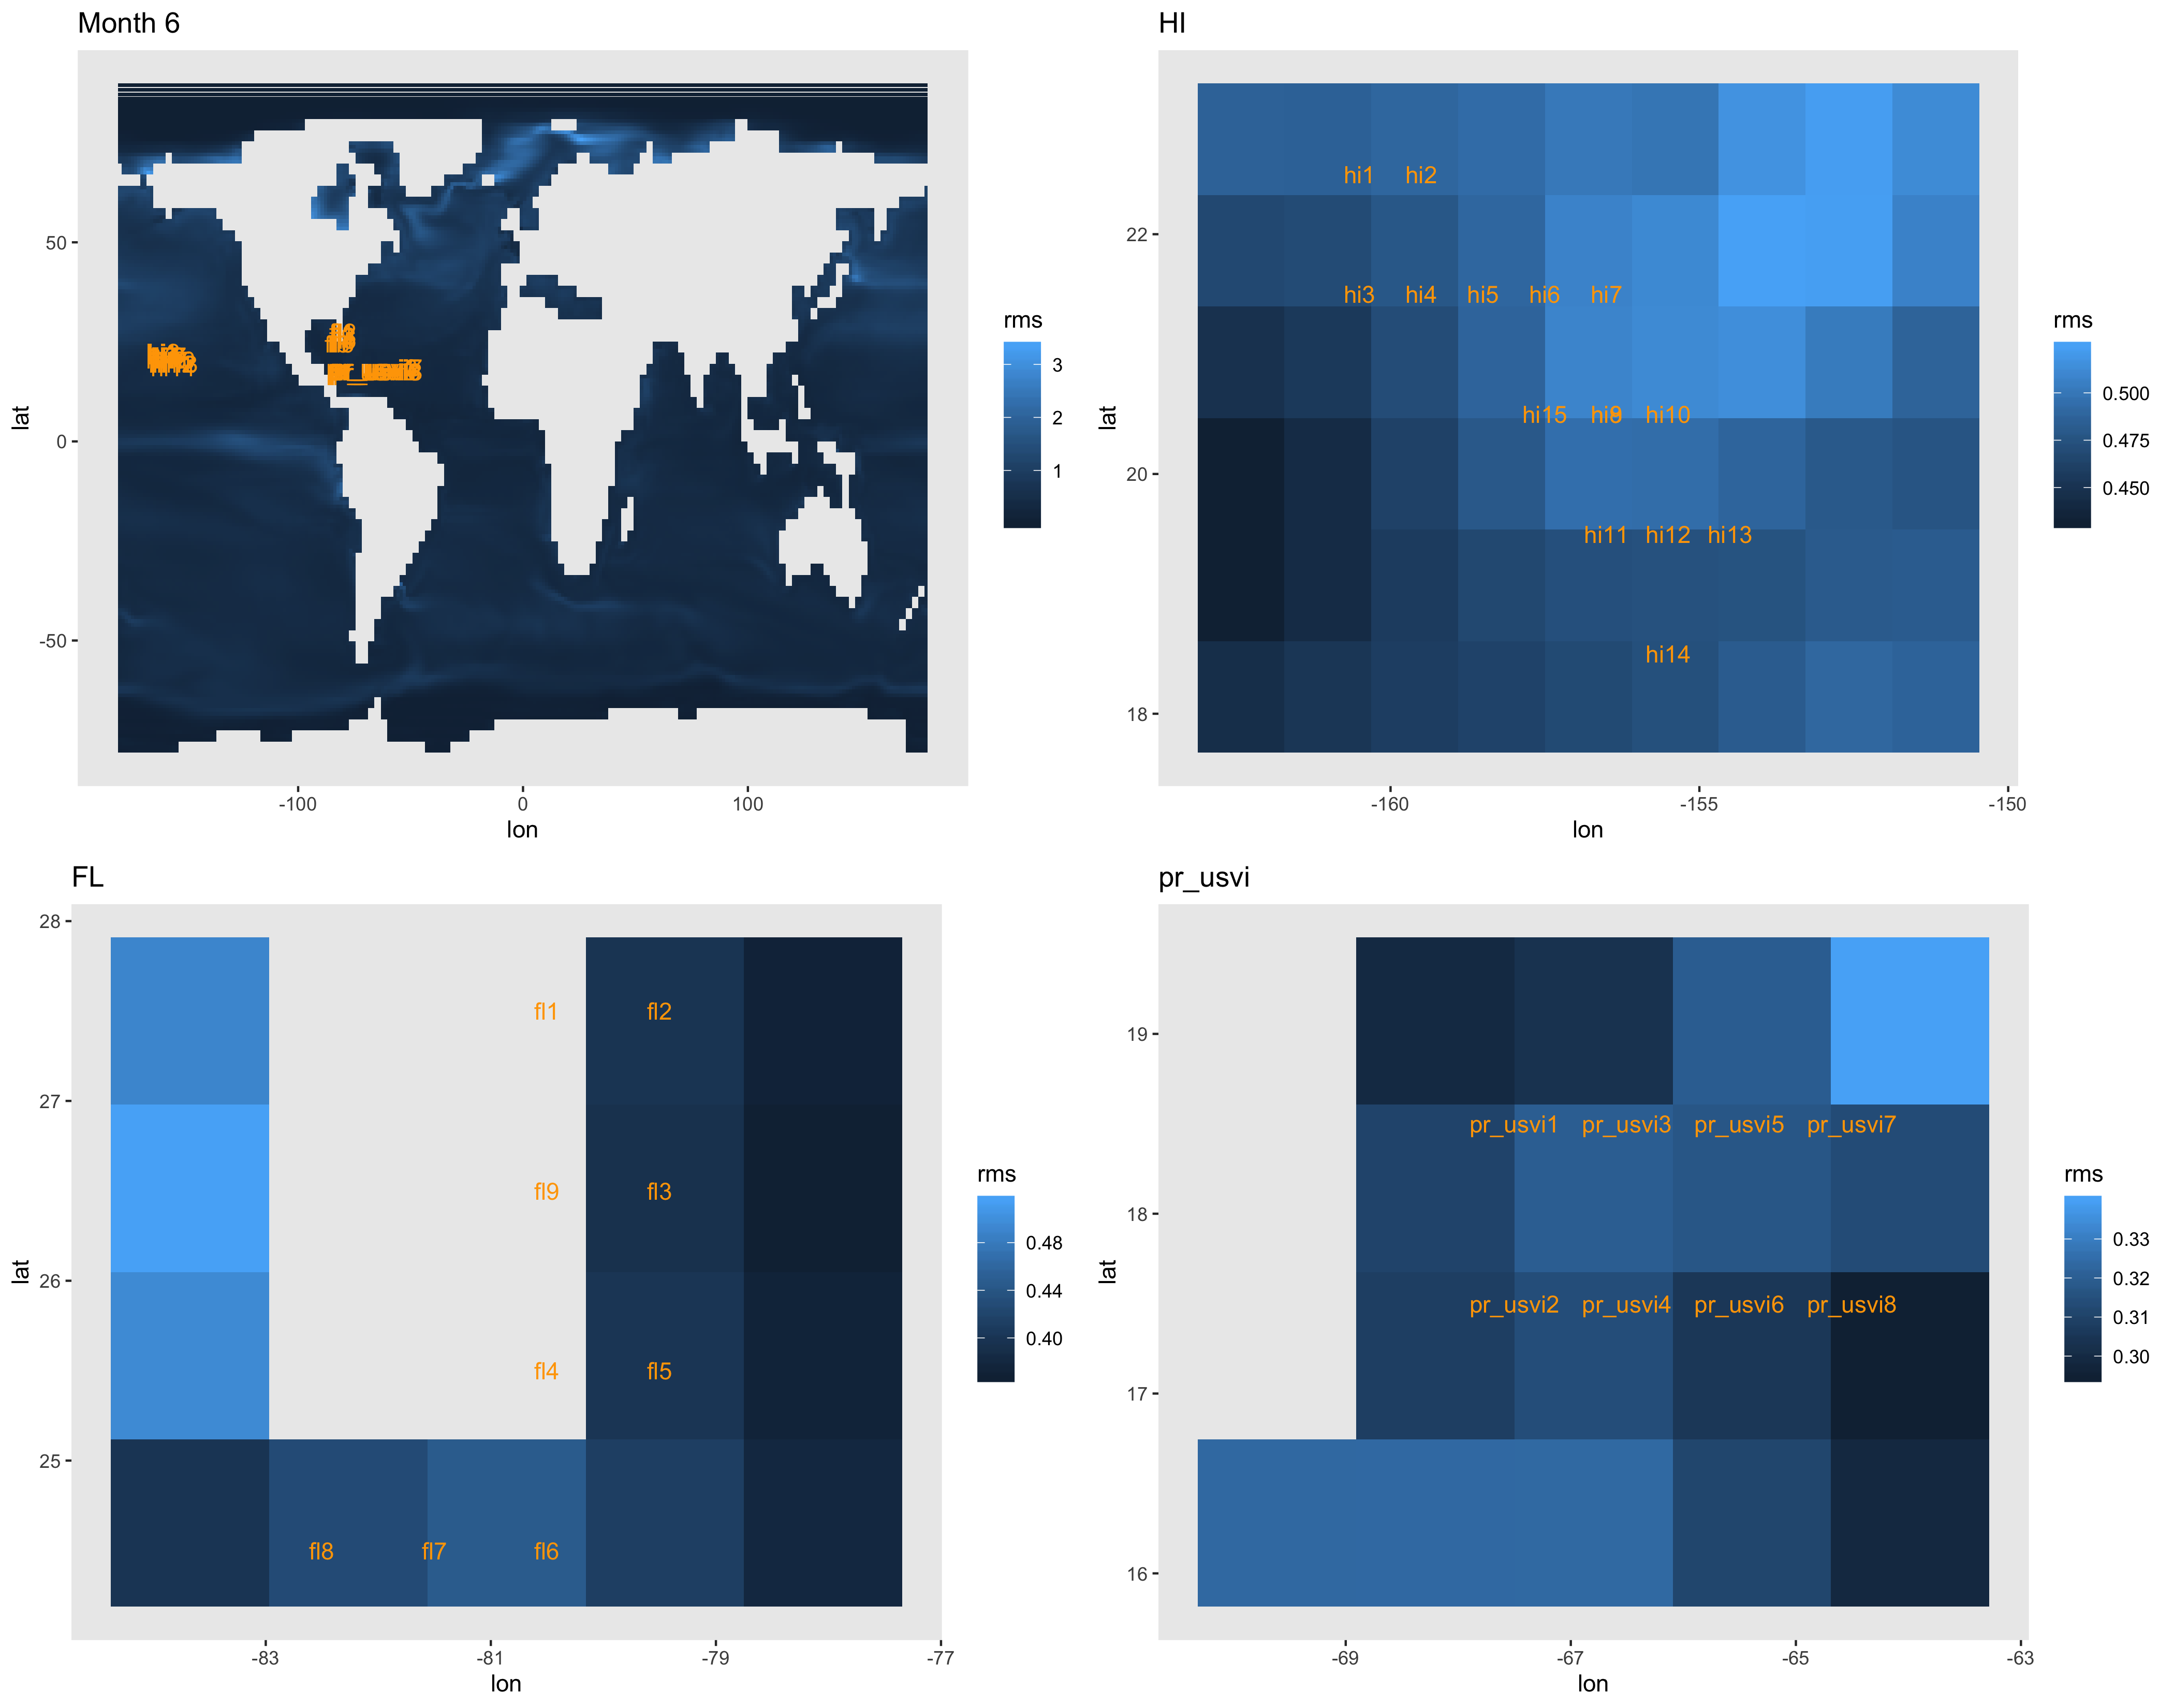 Month 6
lat
50
0
-50
-100
0
100
lon
rms
3
2
1
HI
lat
22
20
18
hi1 hi2
hi3 hi4 hi5 hi6 hi7
hi15 hi9 hi10
hi11 hi12 hi13
hi14
-160
-155
-150
lon
rms
0.500
0.475
0.450
FL
lat
28
27
26
25
fl1 fl2
fl9 fl3
fl4 fl5
fl8 fl7 fl6
-83
-81
-79
-77
lon
rms
0.48
0.44
0.40
pr_usvi
lat
19
18
17
16
pr_usvi1 pr_usvi3 pr_usvi5 pr_usvi7
pr_usvi2 pr_usvi4 pr_usvi6 pr_usvi8
-69
-67
-65
-63
lon
rms
0.33
0.32
0.31
0.30